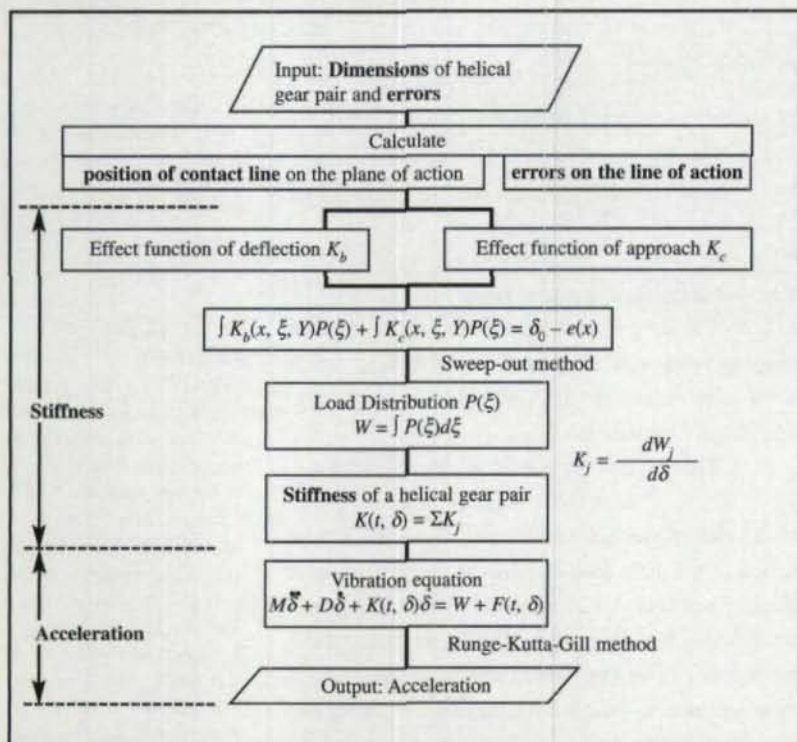 Input: Dimensions of helical
gear pair and errors
Calculate
position of contact line on the plane of action
errors on the line of action
Effect function of deflection K_b
Effect function of approach K_c
∫ K_b(x, ξ, Y)P(ξ) + ∫ K_c(x, ξ, Y)P(ξ) = δ_0 – e(x)
Sweep-out method
Load Distribution P(ξ)
W = ∫ P(ξ)dξ
Stiffness
K_j = dW_j / dδ
Stiffness of a helical gear pair
K(t, δ) = ΣK_j
Vibration equation
Mδ̈ + Dδ̇ + K(t, δ)δ = W + F(t, δ)
Acceleration
Runge-Kutta-Gill method
Output: Acceleration